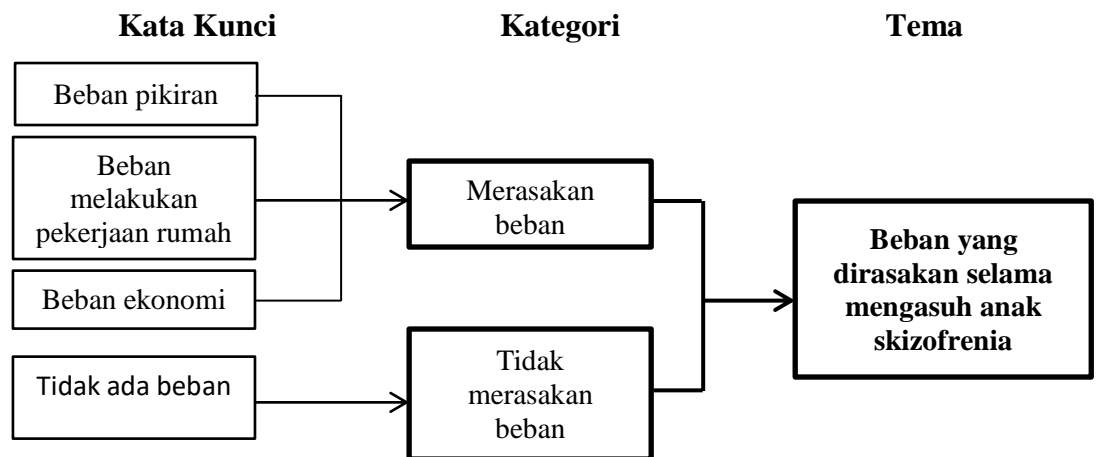 Kata Kunci
Kategori
Tema
Beban pikiran
Beban
melakukan
pekerjaan rumah
Beban ekonomi
Tidak ada beban
Merasakan
beban
Tidak
merasakan
beban
Beban yang
dirasakan selama
mengasuh anak
skizofrenia